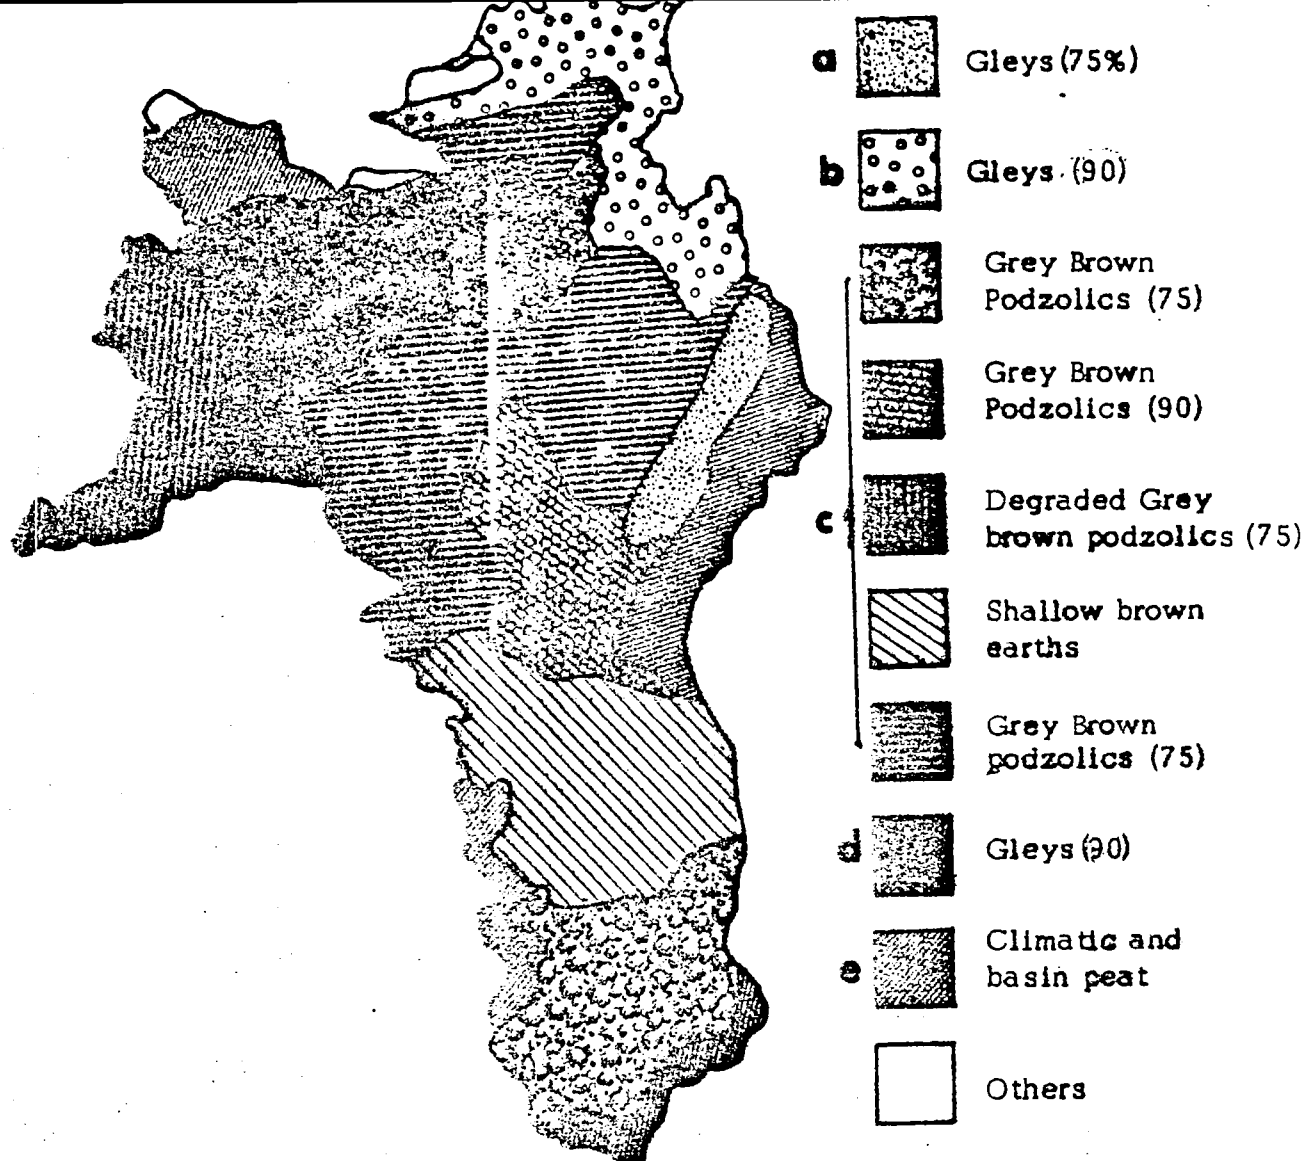 a Gleys (75%)
b Gleys (90)
Grey Brown
Podzolics (75)
Grey Brown
Podzolics (90)
c Degraded Grey
brown podzolics (75)
Shallow brown
earths
Grey Brown
podzolics (75)
d Gleys (90)
e Climatic and
basin peat
Others